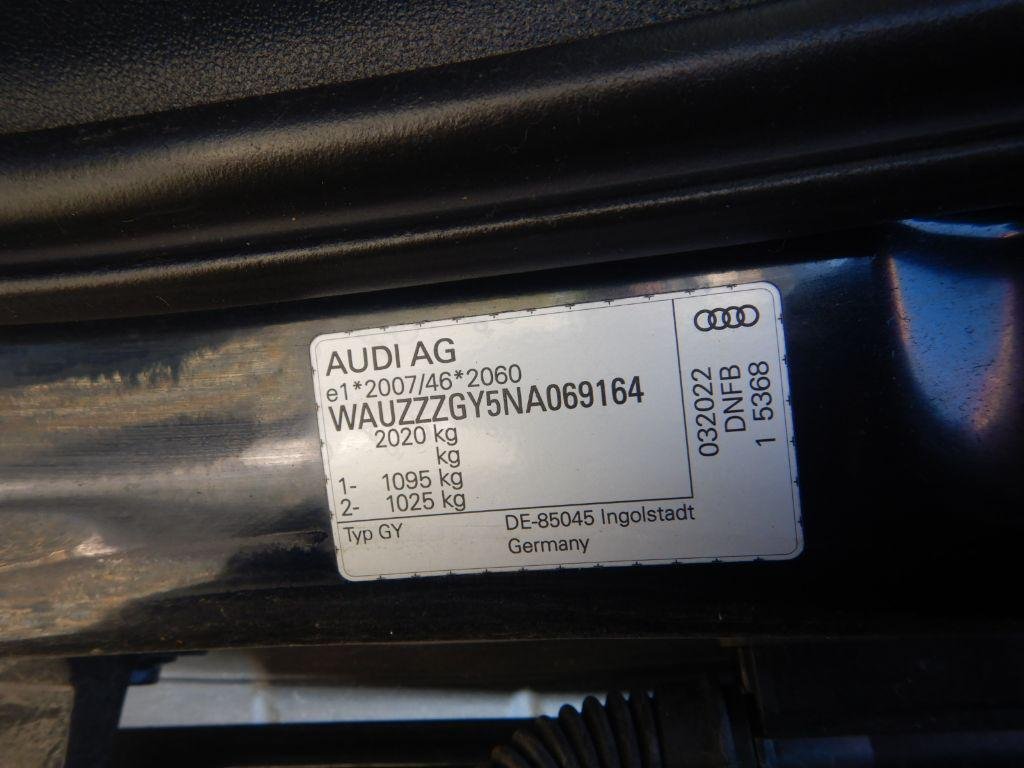 AUDI AG
e1*2007/46*2060
WAUZZZGY5NA069164
2020 kg
kg
1- 1095 kg
2- 1025 kg
Typ GY
DE-85045 Ingolstadt
Germany
032022
DNFB
1 5368